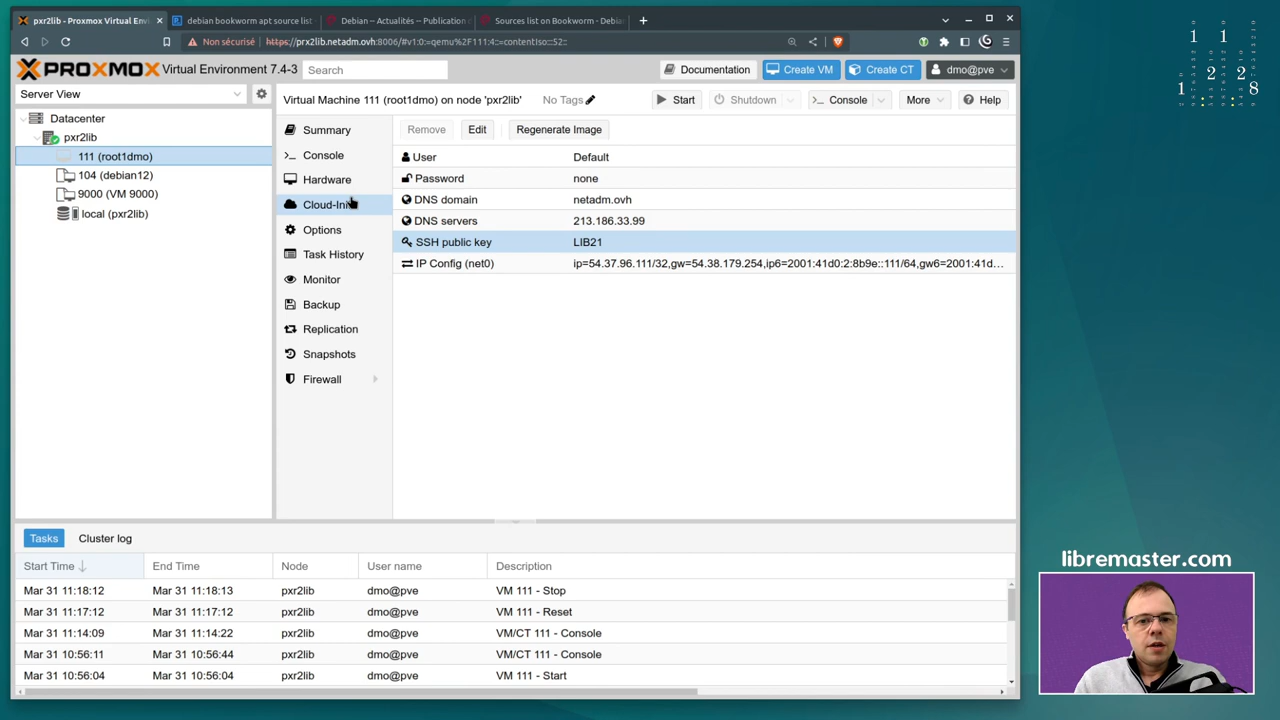 pxr2lib - Proxmox Virtual Envi
debian bookworm apt source list
Debian -- Actualités -- Publication
Sources list on Bookworm - Debi
Non sécurisé
https://prx2lib.netadm.ovh:8006/#v1:0:=qemu%2F111:4:=contentIso:::52::
PROXMOX Virtual Environment 7.4-3
Search
Documentation
Create VM
Create CT
dmo@pve
Server View
Datacenter
pxr2lib
111 (root1dmo)
104 (debian12)
9000 (VM 9000)
local (pxr2lib)
Virtual Machine 111 (root1dmo) on node 'pxr2lib'
No Tags
Start
Shutdown
Console
More
Help
Summary
Console
Hardware
Cloud-Init
Options
Task History
Monitor
Backup
Replication
Snapshots
Firewall
Remove
Edit
Regenerate Image
User Default
Password none
DNS domain netadm.ovh
DNS servers 213.186.33.99
SSH public key LIB21
IP Config (net0) ip=54.37.96.111/32,gw=54.38.179.254,ip6=2001:41d0:2:8b9e::111/64,gw6=2001:41d...
Tasks
Cluster log
Start Time End Time Node User name Description
Mar 31 11:18:12 Mar 31 11:18:13 pxr2lib dmo@pve VM 111 - Stop
Mar 31 11:17:12 Mar 31 11:17:12 pxr2lib dmo@pve VM 111 - Reset
Mar 31 11:14:09 Mar 31 11:14:22 pxr2lib dmo@pve VM/CT 111 - Console
Mar 31 10:56:11 Mar 31 10:56:44 pxr2lib dmo@pve VM/CT 111 - Console
Mar 31 10:56:04 Mar 31 10:56:04 pxr2lib dmo@pve VM 111 - Start
libremaster.com